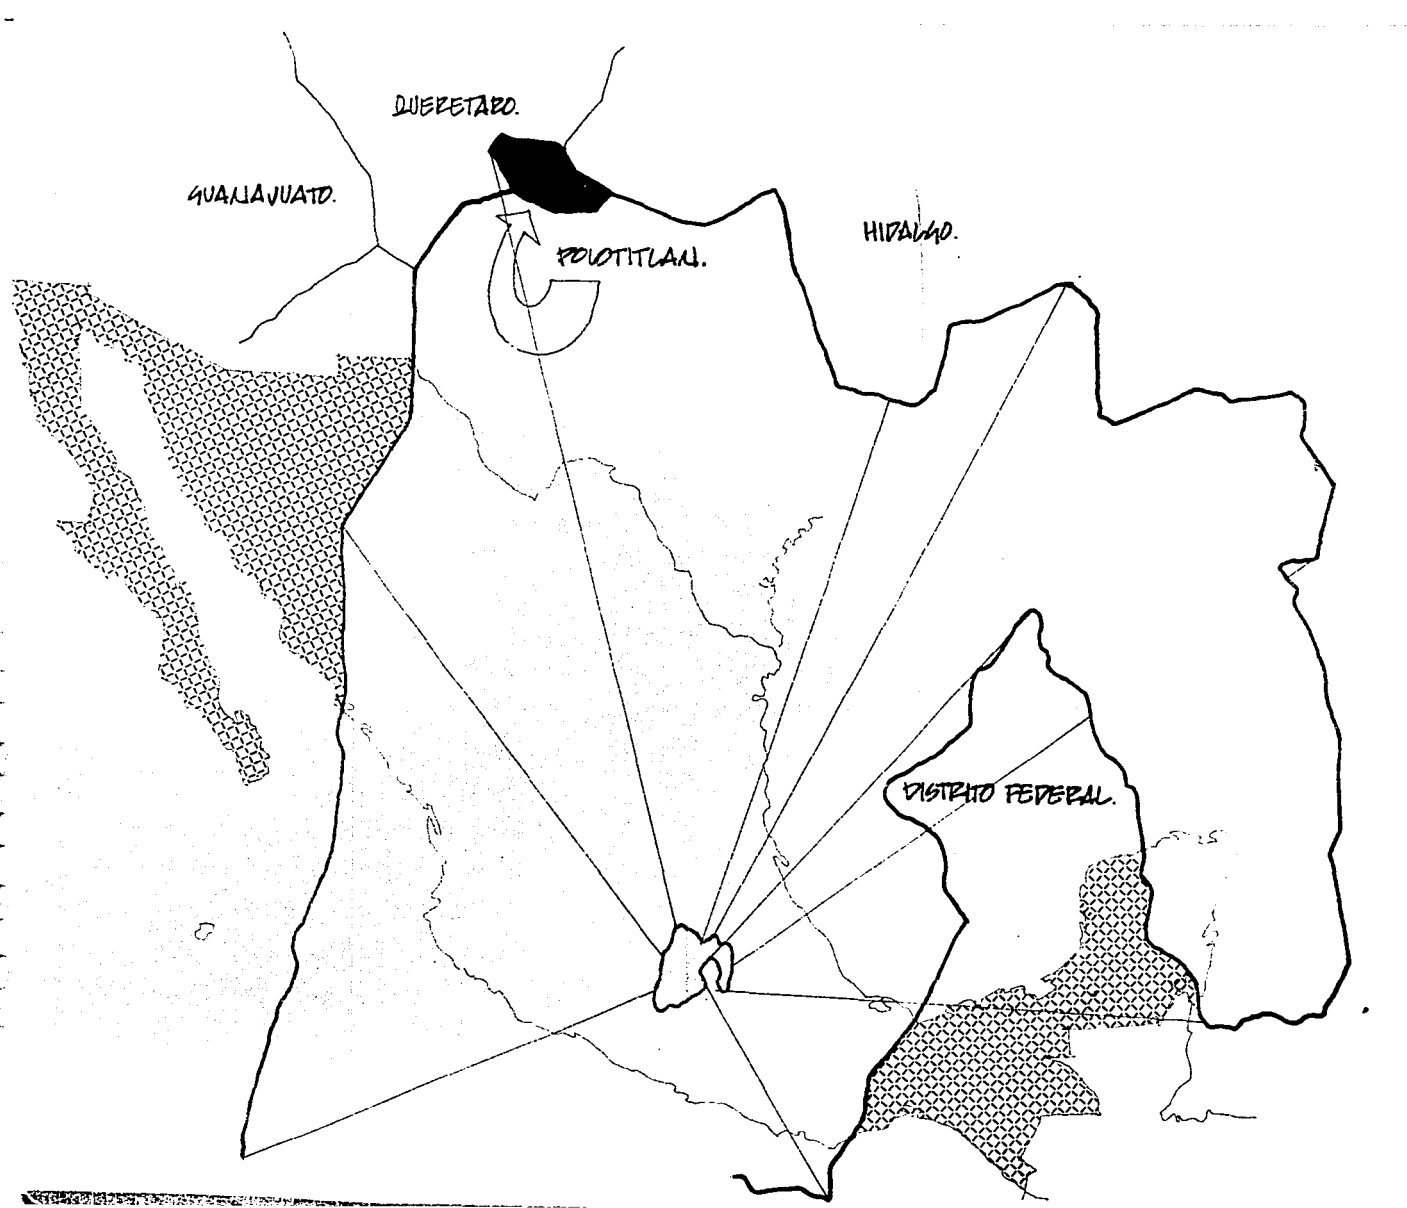 QUERETARO.
GUANAJUATO.
HIDALGO.
POLOTITLAN.
DISTRITO FEDERAL.